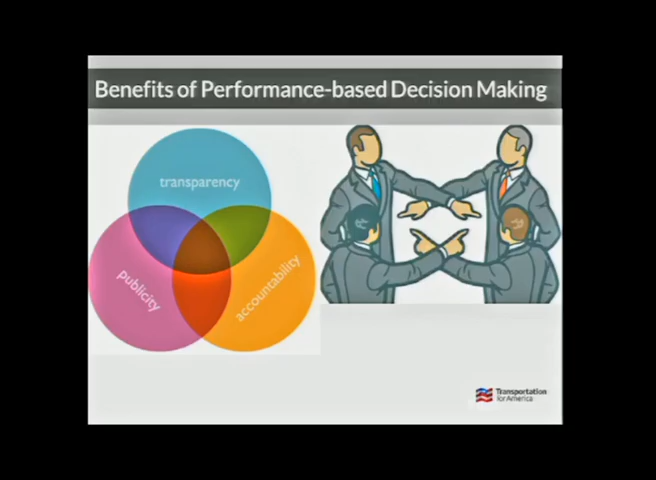 Benefits of Performance-based Decision Making
transparency
publicity
accountability
Transportation
for America